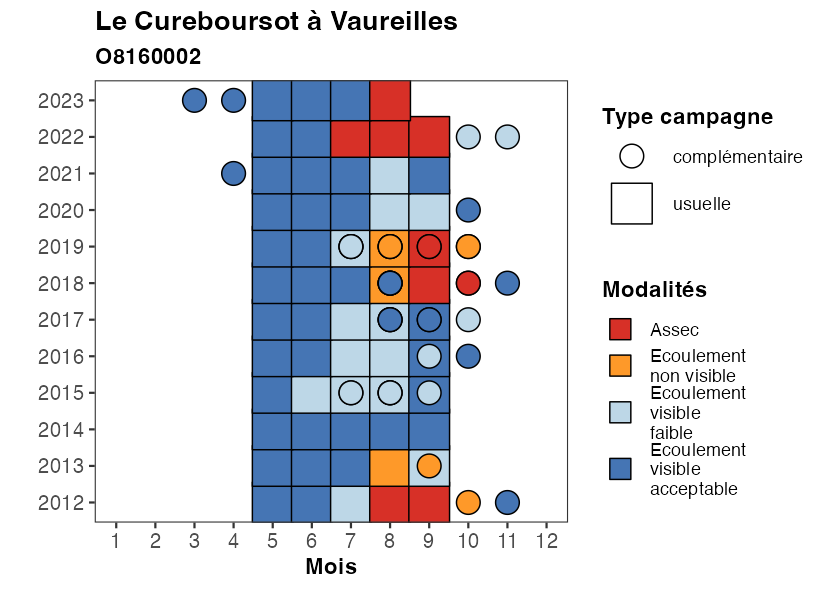 Le Cureboursot à Vaureilles
O8160002
2023
2022
2021
2020
2019
2018
2017
2016
2015
2014
2013
2012
1 2 3 4 5 6 7 8 9 10 11 12
Mois
Type campagne
complémentaire
usuelle
Modalités
Assec
Ecoulement
non visible
Ecoulement
visible
faible
Ecoulement
visible
acceptable